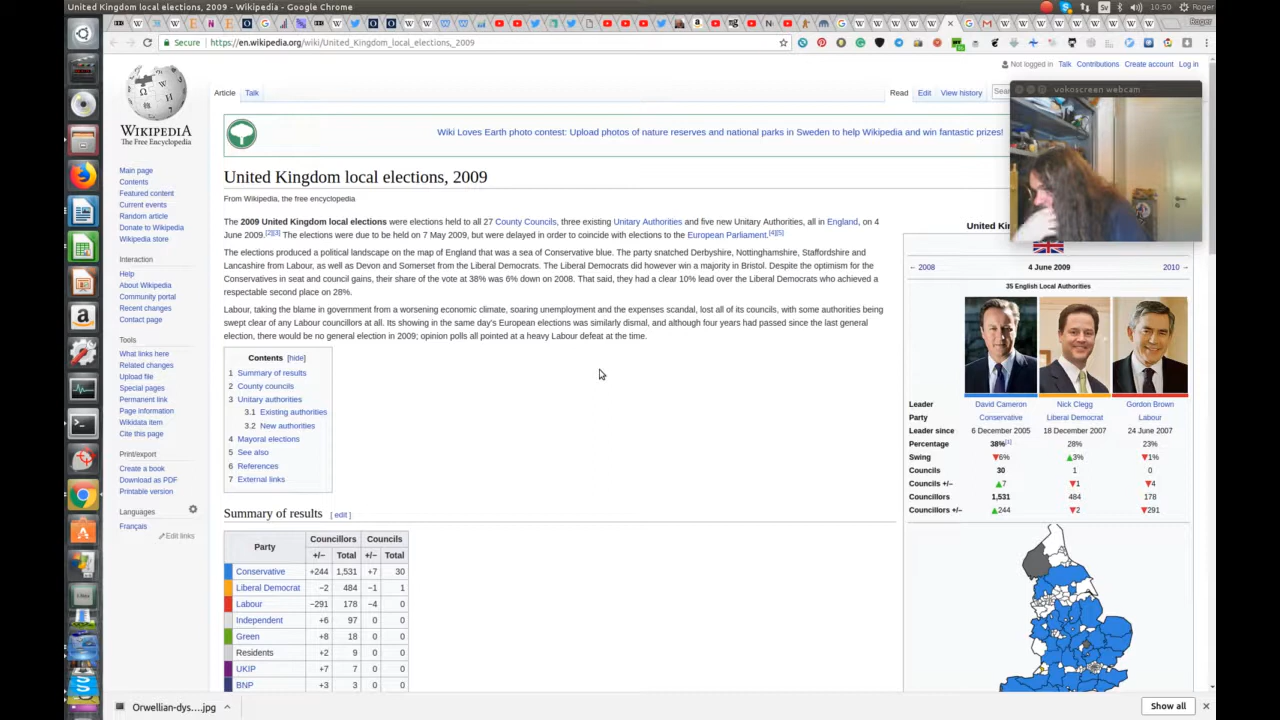 United Kingdom local elections, 2009 - Wikipedia - Google Chrome
Sv
10:50
Roger
Roger
Secure
https://en.wikipedia.org/wiki/United_Kingdom_local_elections,_2009
Not logged in Talk Contributions Create account Log in
Article Talk
Read Edit View history
vokoscreen webcam
WIKIPEDIA
The Free Encyclopedia
Wiki Loves Earth photo contest: Upload photos of nature reserves and national parks in Sweden to help Wikipedia and win fantastic prizes!
Main page
Contents
Featured content
Current events
Random article
Donate to Wikipedia
Wikipedia store
Interaction
Help
About Wikipedia
Community portal
Recent changes
Contact page
Tools
What links here
Related changes
Upload file
Special pages
Permanent link
Page information
Wikidata item
Cite this page
Print/export
Create a book
Download as PDF
Printable version
Languages
Français
Edit links
United Kingdom local elections, 2009
From Wikipedia, the free encyclopedia
The 2009 United Kingdom local elections were elections held to all 27 County Councils, three existing Unitary Authorities and five new Unitary Authorities, all in England, on 4
June 2009.[2][3] The elections were due to be held on 7 May 2009, but were delayed in order to coincide with elections to the European Parliament.[4][5]
The elections produced a political landscape on the map of England that was a sea of Conservative blue. The party snatched Derbyshire, Nottinghamshire, Staffordshire and
Lancashire from Labour, as well as Devon and Somerset from the Liberal Democrats. The Liberal Democrats did however win a majority in Bristol. Despite the optimism for the
Conservatives in seat and council gains, their share of the vote at 38% was 6% down on 2008. That said, they had a clear 10% lead over the Liberal Democrats who achieved a
respectable second place on 28%.
Labour, taking the blame in government from a worsening economic climate, soaring unemployment and the expenses scandal, lost all of its councils, with some authorities being
swept clear of any Labour councillors at all. Its showing in the same day's European elections was similarly dismal, and although four years had passed since the last general
election, there would be no general election in 2009; opinion polls all pointed at a heavy Labour defeat at the time.
Contents [hide]
1 Summary of results
2 County councils
3 Unitary authorities
3.1 Existing authorities
3.2 New authorities
4 Mayoral elections
5 See also
6 References
7 External links
Summary of results [ edit ]
Party Councillors Councils
+/− Total +/− Total
Conservative +244 1,531 +7 30
Liberal Democrat −2 484 −1 1
Labour −291 178 −4 0
Independent +6 97 0 0
Green +8 18 0 0
Residents +2 9 0 0
UKIP +7 7 0 0
BNP +3 3 0 0
United Ki
← 2008 4 June 2009 2010 →
35 English Local Authorities
Leader David Cameron Nick Clegg Gordon Brown
Party Conservative Liberal Democrat Labour
Leader since 6 December 2005 18 December 2007 24 June 2007
Percentage 38%[1] 28% 23%
Swing ▼6% ▲3% ▼1%
Councils 30 1 0
Councils +/– ▲7 ▼1 ▼4
Councillors 1,531 484 178
Councillors +/– ▲244 ▼2 ▼291
Orwellian-dys....jpg
Show all